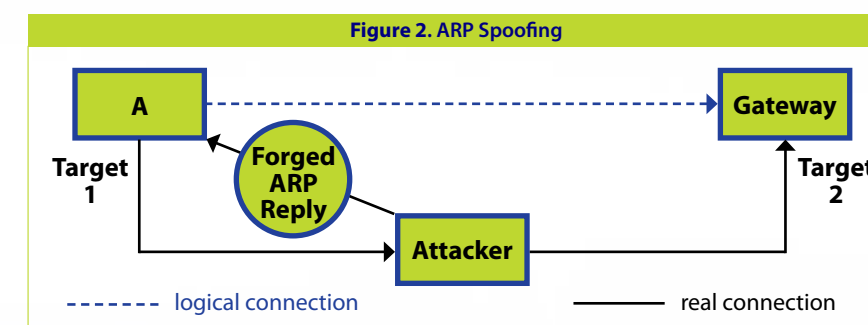 Figure 2. ARP Spoofing
A
Gateway
Target
1
Forged
ARP
Reply
Target
2
Attacker
logical connection
real connection